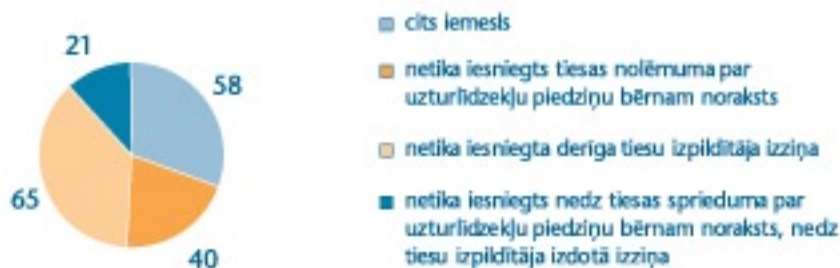 21
58
65
40
cits iemesls
netika iesniegts tiesas nolēmuma par
uzturlīdzekļu piedziņu bērnam noraksts
netika iesniegta derīga tiesu izpildītāja izziņa
netika iesniegts nedz tiesas sprieduma par
uzturlīdzekļu piedziņu bērnam noraksts, nedz
tiesu izpildītāja izdotā izziņa